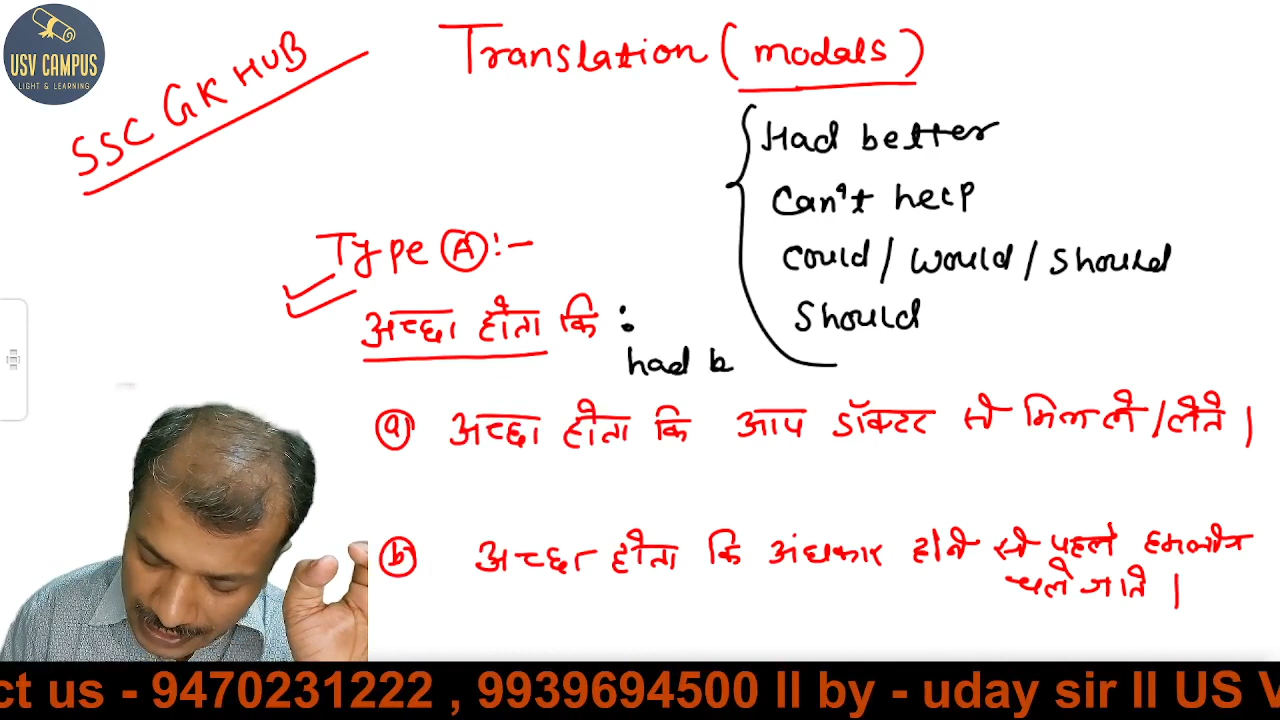 USV CAMPUS
LIGHT & LEARNING
SSC GK HUB
Translation (modals)
Had better
Can't help
Could / Would / Should
Should
Type A :-
अच्छा होता कि :
had b
a अच्छा होता कि आप डॉक्टर से मिल ले / लेते ।
b अच्छा होता कि अंधकार होने से पहले हमलोग
चले जाते ।
ct us - 9470231222 , 9939694500 ll by - uday sir ll US V